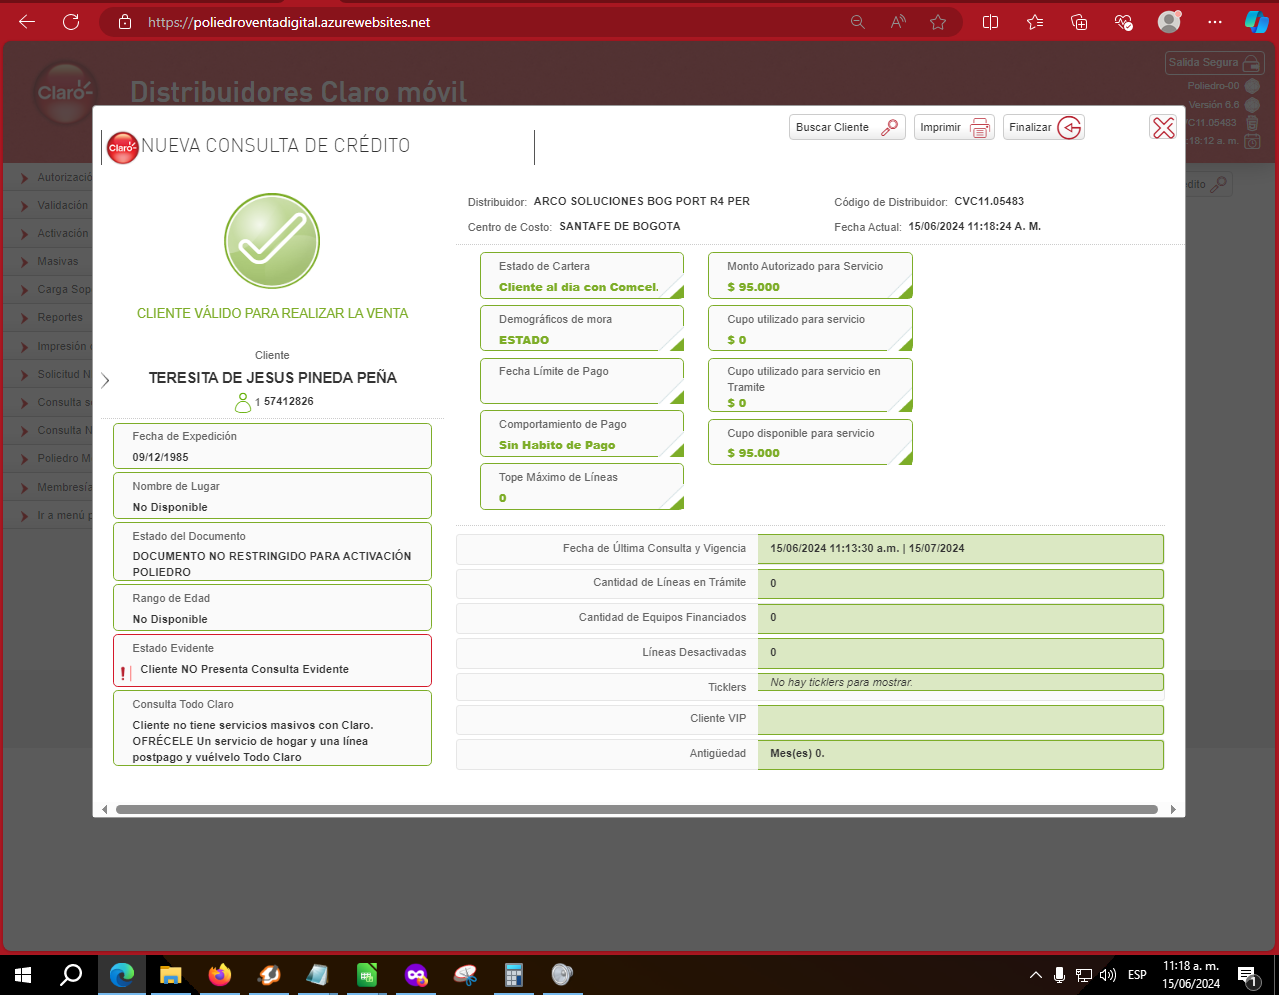 https://poliedroventadigital.azurewebsites.net
Claro
Distribuidores Claro móvil
Salida Segura
Poliedro-00
Versión 6.6
VC11.05483
:18:12 a. m.
Autorizació
Validación
Activación
Masivas
Carga Sop
Reportes
Impresión
Solicitud N
Consulta s
Consulta N
Poliedro M
Membresía
Ir a menú p
dito
Buscar Cliente
Imprimir
Finalizar
Claro
NUEVA CONSULTA DE CRÉDITO
CLIENTE VÁLIDO PARA REALIZAR LA VENTA
Cliente
TERESITA DE JESUS PINEDA PEÑA
1 57412826
Fecha de Expedición
09/12/1985
Nombre de Lugar
No Disponible
Estado del Documento
DOCUMENTO NO RESTRINGIDO PARA ACTIVACIÓN
POLIEDRO
Rango de Edad
No Disponible
Estado Evidente
! Cliente NO Presenta Consulta Evidente
Consulta Todo Claro
Cliente no tiene servicios masivos con Claro.
OFRÉCELE Un servicio de hogar y una línea
postpago y vuélvelo Todo Claro
Distribuidor: ARCO SOLUCIONES BOG PORT R4 PER
Código de Distribuidor: CVC11.05483
Centro de Costo: SANTAFE DE BOGOTA
Fecha Actual: 15/06/2024 11:18:24 A. M.
Estado de Cartera
Cliente al dia con Comcel.
Demográficos de mora
ESTADO
Fecha Límite de Pago
Comportamiento de Pago
Sin Habito de Pago
Tope Máximo de Líneas
0
Monto Autorizado para Servicio
$ 95.000
Cupo utilizado para servicio
$ 0
Cupo utilizado para servicio en
Tramite
$ 0
Cupo disponible para servicio
$ 95.000
Fecha de Última Consulta y Vigencia 15/06/2024 11:13:30 a.m. | 15/07/2024
Cantidad de Líneas en Trámite 0
Cantidad de Equipos Financiados 0
Líneas Desactivadas 0
Ticklers No hay ticklers para mostrar.
Cliente VIP
Antigüedad Mes(es) 0.
ESP
11:18 a. m.
15/06/2024
1